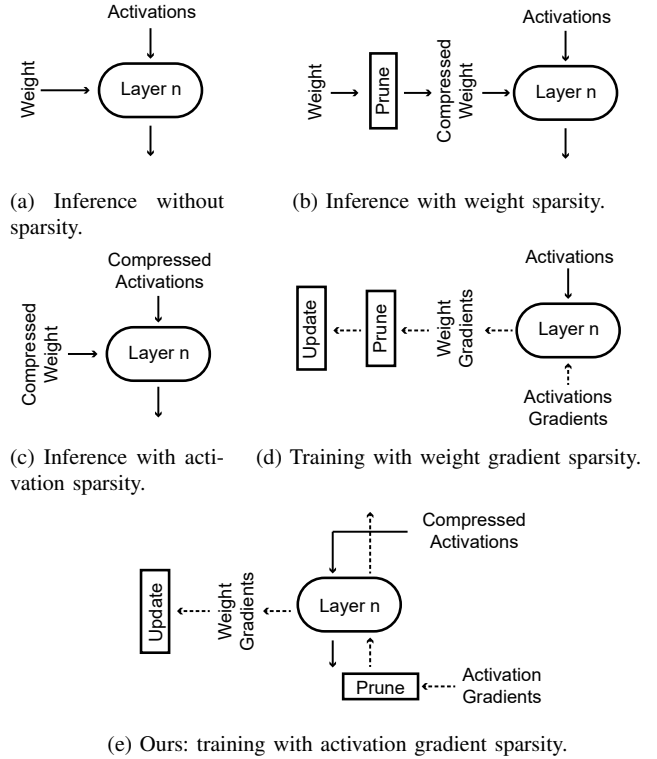 Activations
Weight
Layer n
(a) Inference without
sparsity.
Activations
Weight
Prune
Compressed
Weight
Layer n
(b) Inference with weight sparsity.
Compressed
Activations
Compressed
Weight
Layer n
(c) Inference with acti-
vation sparsity.
Activations
Update
Prune
Weight
Gradients
Layer n
Activations
Gradients
(d) Training with weight gradient sparsity.
Compressed
Activations
Update
Weight
Gradients
Layer n
Prune
Activation
Gradients
(e) Ours: training with activation gradient sparsity.